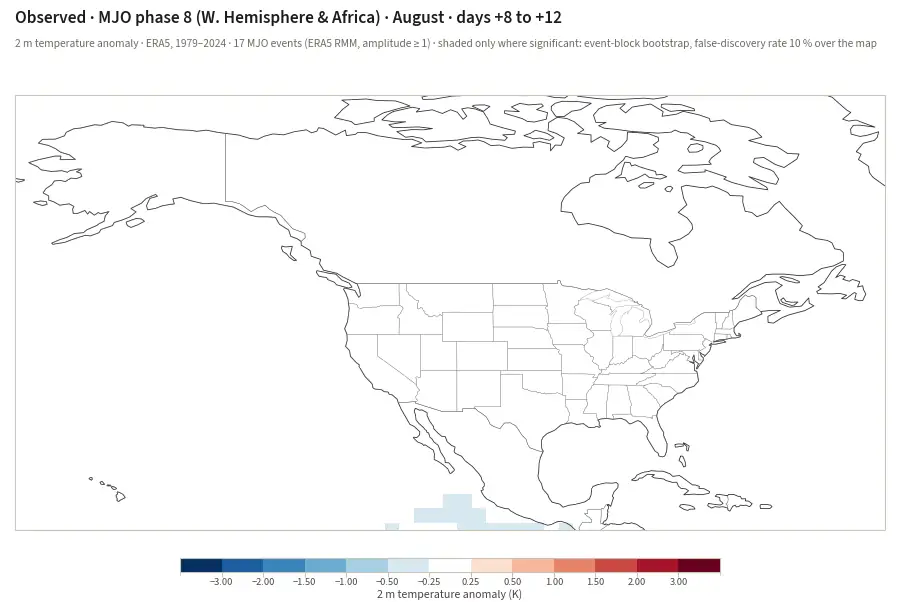 Observed · MJO phase 8 (W. Hemisphere & Africa) · August · days +8 to +12
2 m temperature anomaly · ERA5, 1979–2024 · 17 MJO events (ERA5 RMM, amplitude ≥ 1) · shaded only where significant: event-block bootstrap, false-discovery rate 10 % over the map
−3.00 −2.00 −1.50 −1.00 −0.50 −0.25 0.25 0.50 1.00 1.50 2.00 3.00
2 m temperature anomaly (K)